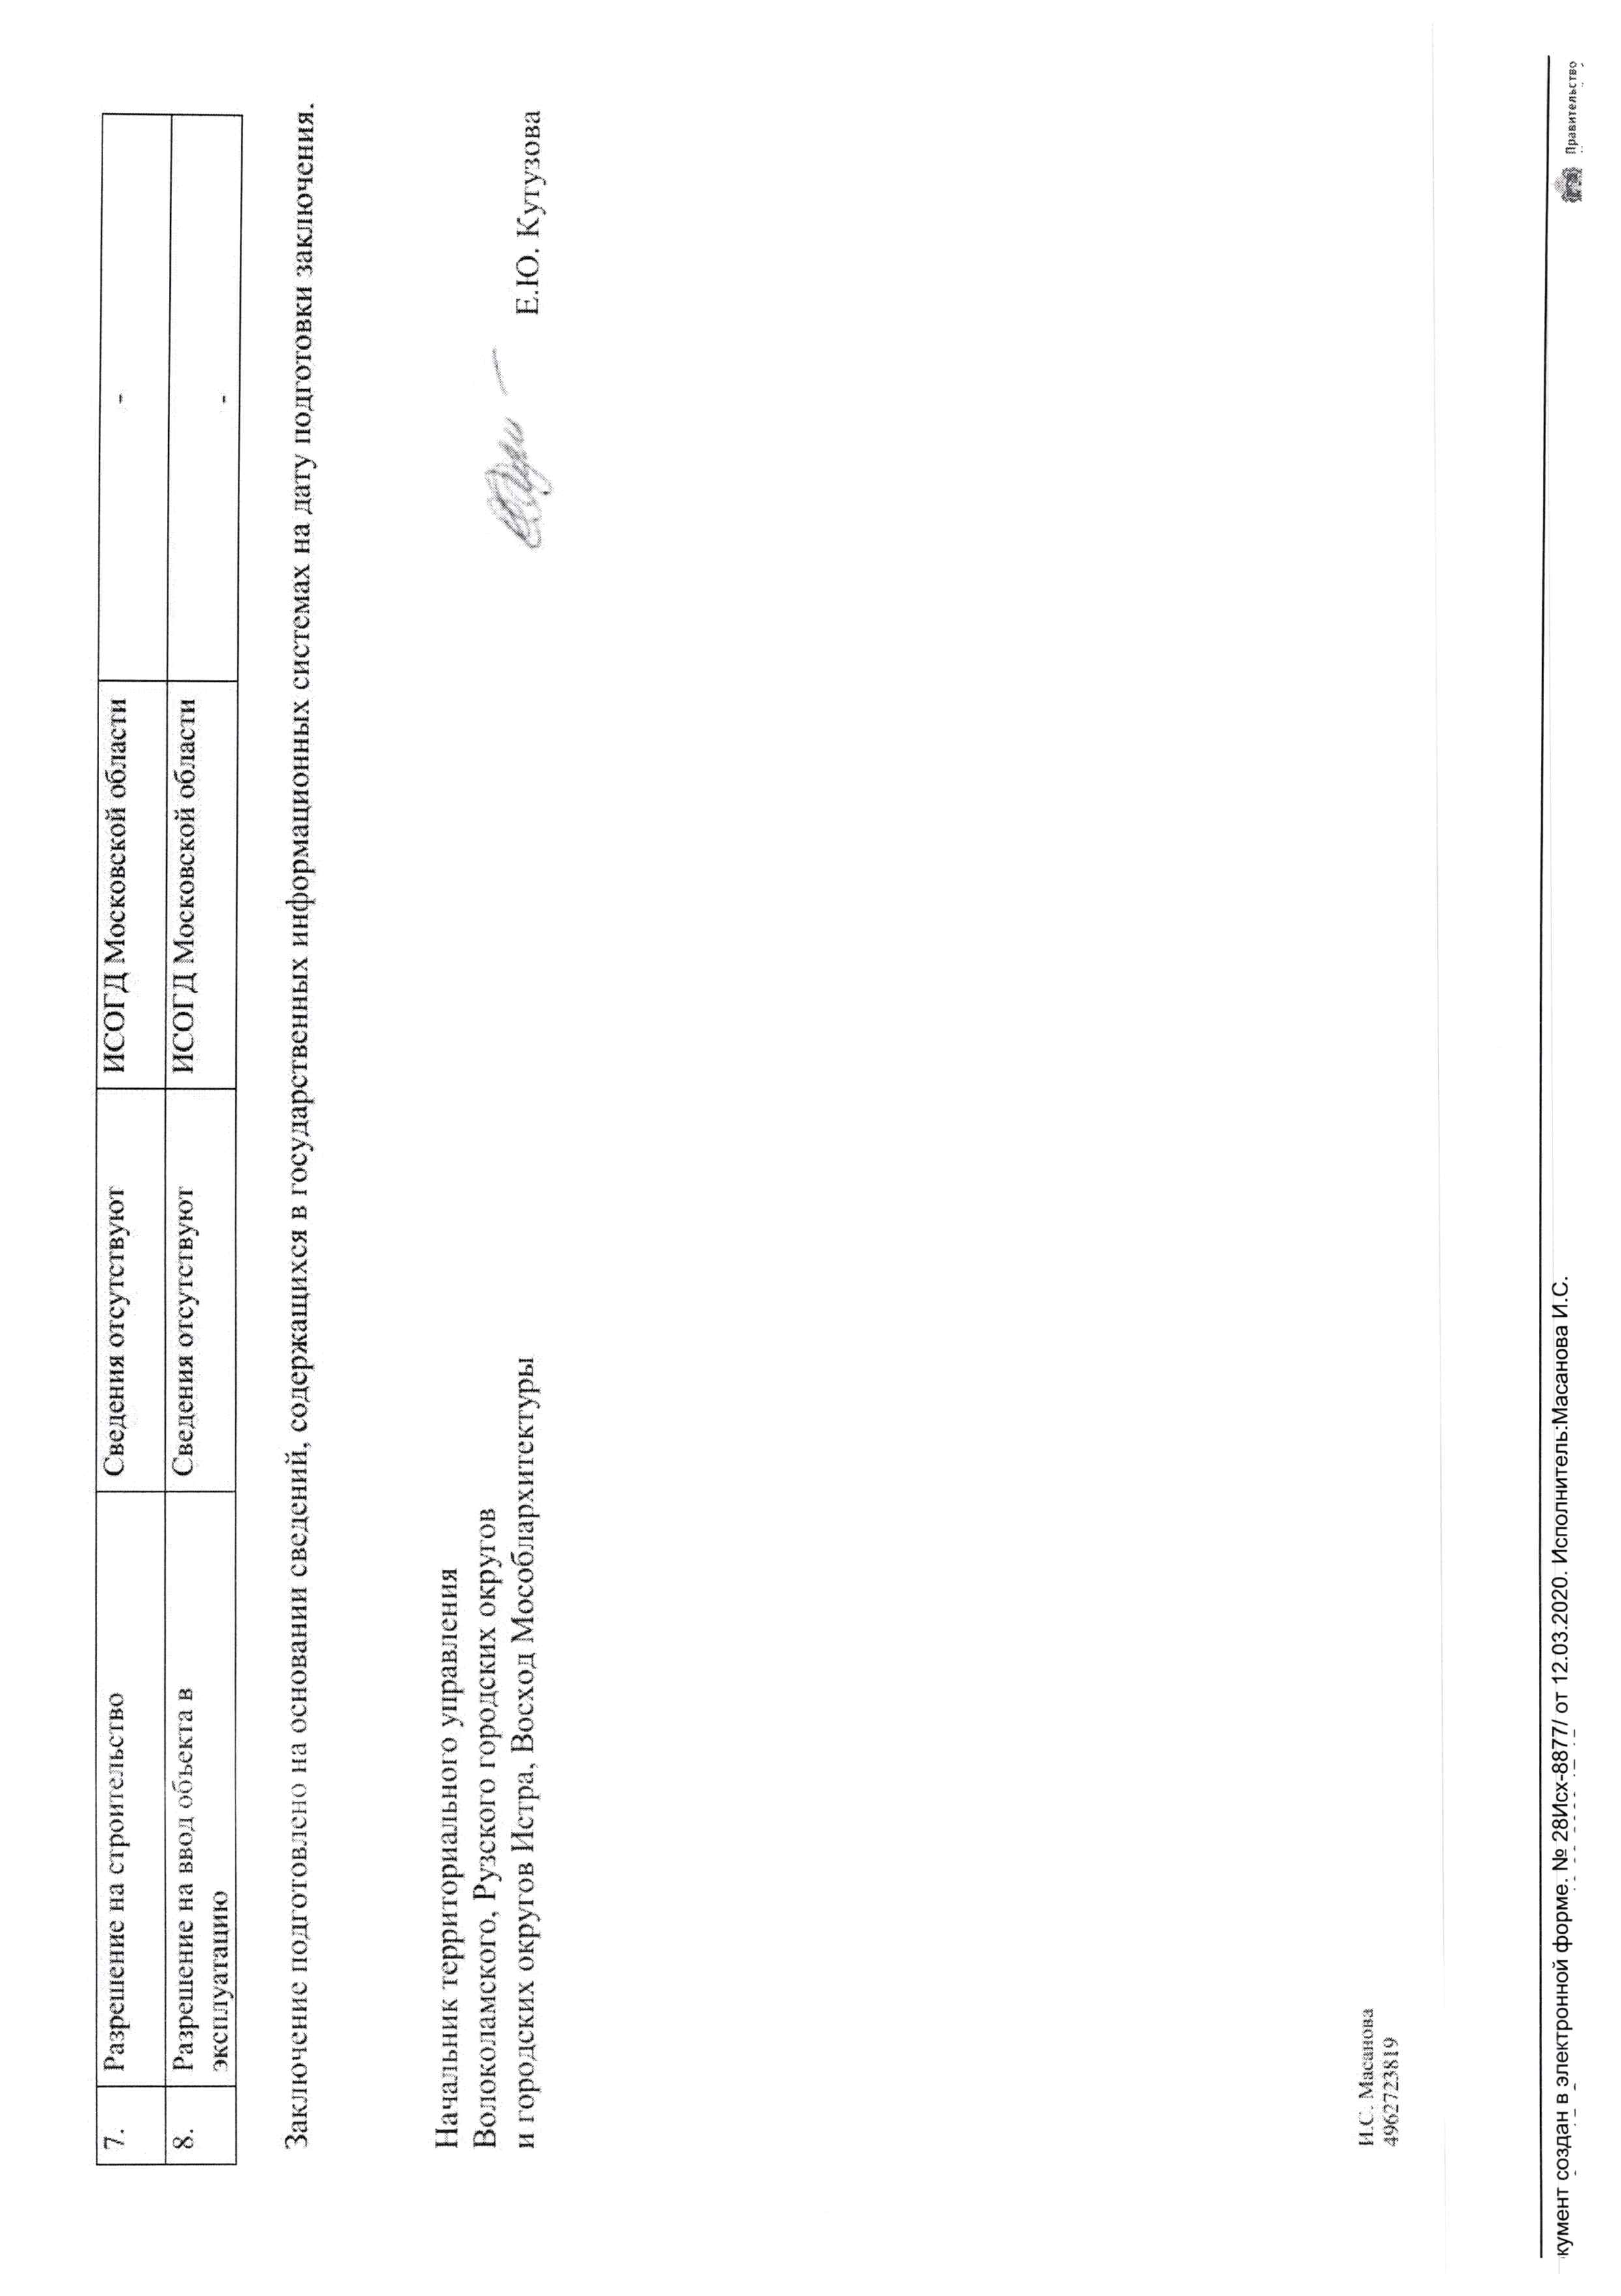 7. Разрешение на строительство Сведения отсутствуют ИСОГД Московской области -
8. Разрешение на ввод объекта в Сведения отсутствуют ИСОГД Московской области
эксплуатацию -
Заключение подготовлено на основании сведений, содержащихся в государственных информационных системах на дату подготовки заключения.
Начальник территориального управления
Волоколамского, Рузского городских округов
и городских округов Истра, Восход Мособлархитектуры Е.Ю. Кутузова
И.С. Масанова
4962723819
кумент создан в электронной форме. № 28Исх-8877/ от 12.03.2020. Исполнитель:Масанова И.С.
Правительство